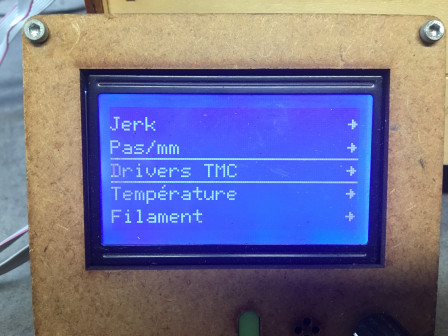 Jerk →
Pas/mm →
Drivers TMC →
Température →
Filament →